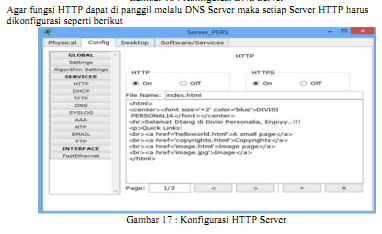 Agar fungsi HTTP dapat di panggil melalu DNS Server maka setiap Server HTTP harus
dikonfigurasi seperti berikut
Server_PERS
Physical Config Desktop Software/Services
GLOBAL
Settings
Algorithm Settings
SERVICES
HTTP
DHCP
TFTP
DNS
SYSLOG
AAA
NTP
EMAIL
FTP
INTERFACE
FastEthernet
HTTP
HTTP HTTPS
On Off On Off
File Name: index.html
<html>
<center><font size='+2' color='blue'>DIVISI
PERSONALIA</font></center>
<hr>Selamat Dtang di Divisi Personalia, Enjoyy..!!!
<p>Quick Links:
<br><a href='helloworld.html'>A small page</a>
<br><a href='copyrights.html'>Copyrights</a>
<br><a href='image.html'>Image page</a>
<br><a href='image.jpg'>Image</a>
</html>
Page: 1/3 < > + X
Gambar 17 : Konfigurasi HTTP Server